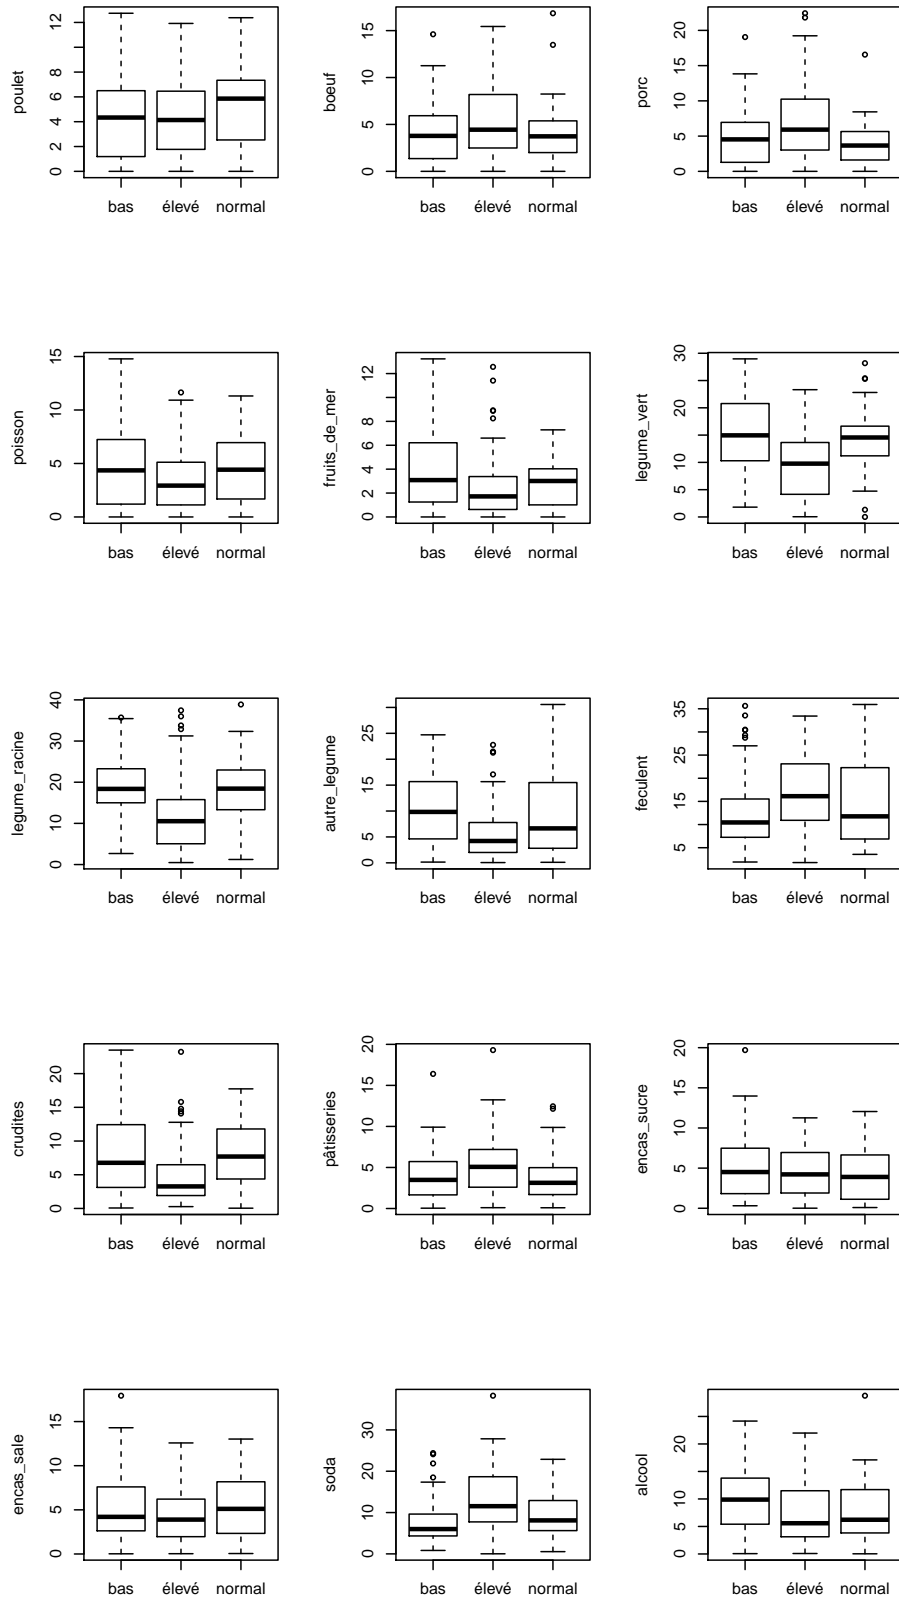 poulet
0 2 4 6 8 12
bas élevé normal
boeuf
0 5 10 15
bas élevé normal
porc
0 5 10 20
bas élevé normal
poisson
0 5 10 15
bas élevé normal
fruits_de_mer
0 2 4 6 8 12
bas élevé normal
legume_vert
0 5 10 20 30
bas élevé normal
legume_racine
0 10 20 30 40
bas élevé normal
autre_legume
0 5 15 25
bas élevé normal
feculent
5 15 25 35
bas élevé normal
crudites
0 5 10 20
bas élevé normal
pâtisseries
0 5 10 15 20
bas élevé normal
encas_sucre
0 5 10 15 20
bas élevé normal
encas_sale
0 5 10 15
bas élevé normal
soda
0 10 20 30
bas élevé normal
alcool
0 5 10 20
bas élevé normal